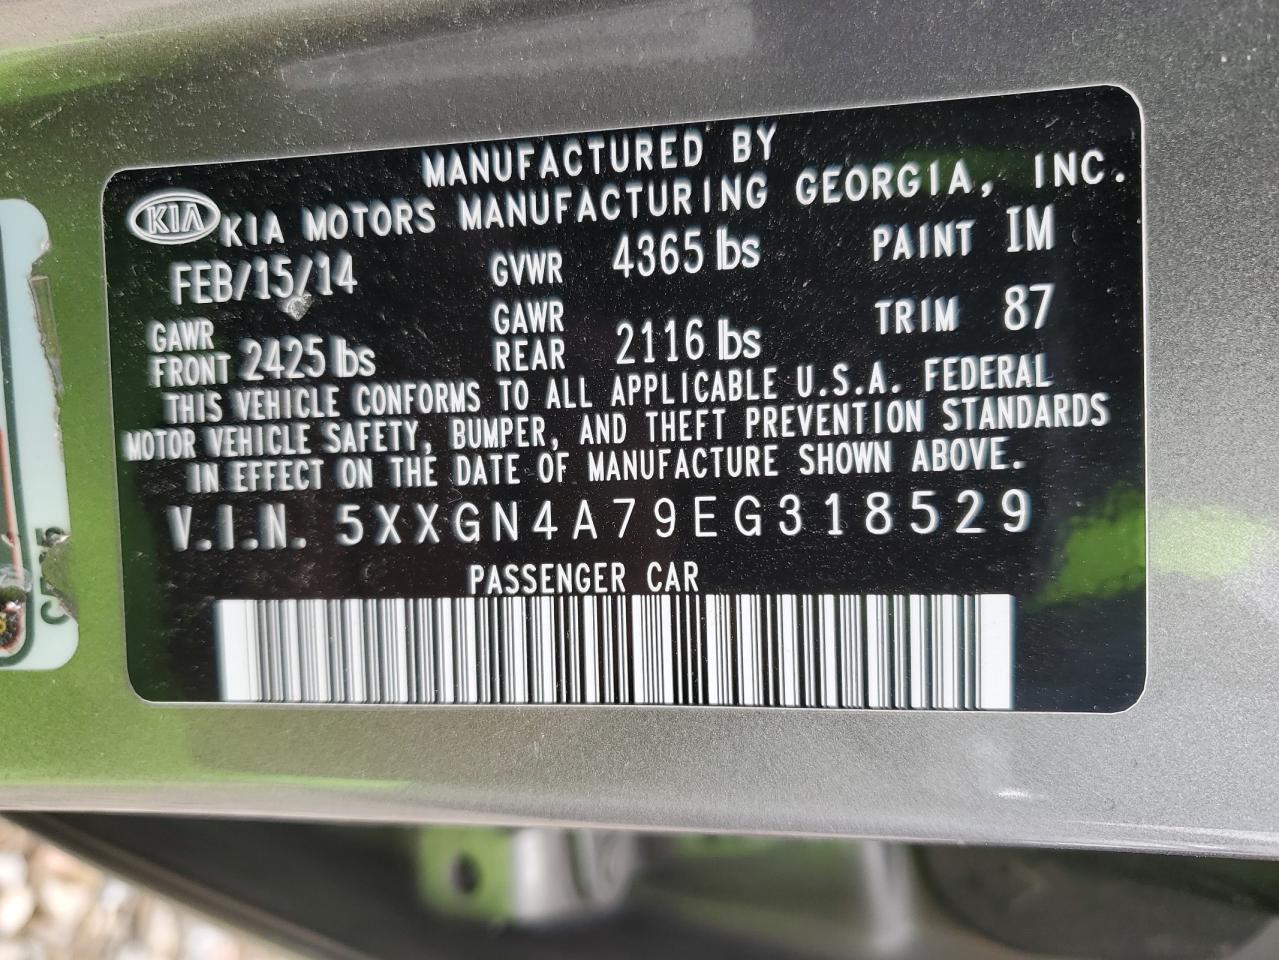 MANUFACTURED BY
KIA KIA MOTORS MANUFACTURING GEORGIA, INC.
FEB/15/14 GVWR 4365 lbs PAINT IM
GAWR FRONT 2425 lbs GAWR REAR 2116 lbs TRIM 87
THIS VEHICLE CONFORMS TO ALL APPLICABLE U.S.A. FEDERAL
MOTOR VEHICLE SAFETY, BUMPER, AND THEFT PREVENTION STANDARDS
IN EFFECT ON THE DATE OF MANUFACTURE SHOWN ABOVE.
V.I.N. 5XXGN4A79EG318529
PASSENGER CAR